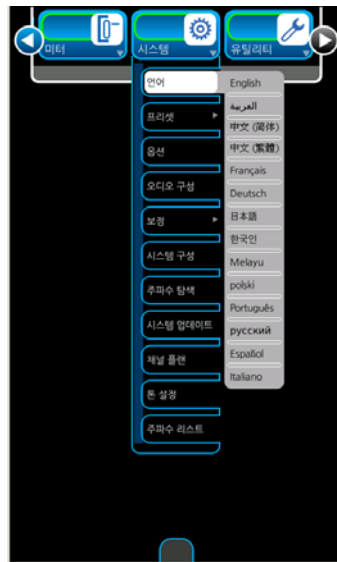 미터
시스템
유틸리티
언어
프리셋
옵션
오디오 구성
보정
시스템 구성
주파수 탐색
시스템 업데이트
채널 플랜
톤 설정
주파수 리스트
English
العربية
中文 (简体)
中文 (繁體)
Français
Deutsch
日本語
한국인
Melayu
polski
Português
русский
Español
Italiano